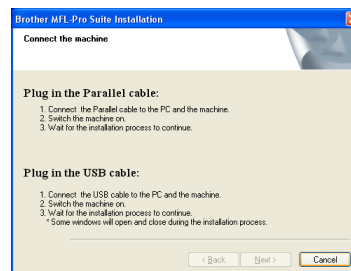 Brother MFL-Pro Suite Installation
Connect the machine
Plug in the Parallel cable:
1. Connect the Parallel cable to the PC and the machine.
2. Switch the machine on.
3. Wait for the installation process to continue.
Plug in the USB cable:
1. Connect the USB cable to the PC and the machine.
2. Switch the machine on.
3. Wait for the installation process to continue.
* Some windows will open and close during the installation process.
< Back Next > Cancel